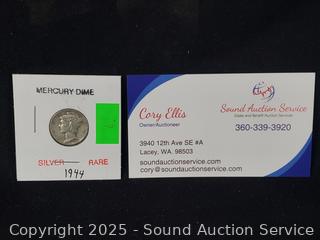 MERCURY DIME
SILVER RARE
1944
Sound Auction Service
Estate and Benefit Auction Services
Cory Ellis
Owner/Auctioneer
360-339-3920
3940 12th Ave SE #A
Lacey, WA. 98503
soundauctionservice.com
cory@soundauctionservice.com
Copyright 2025 - Sound Auction Service